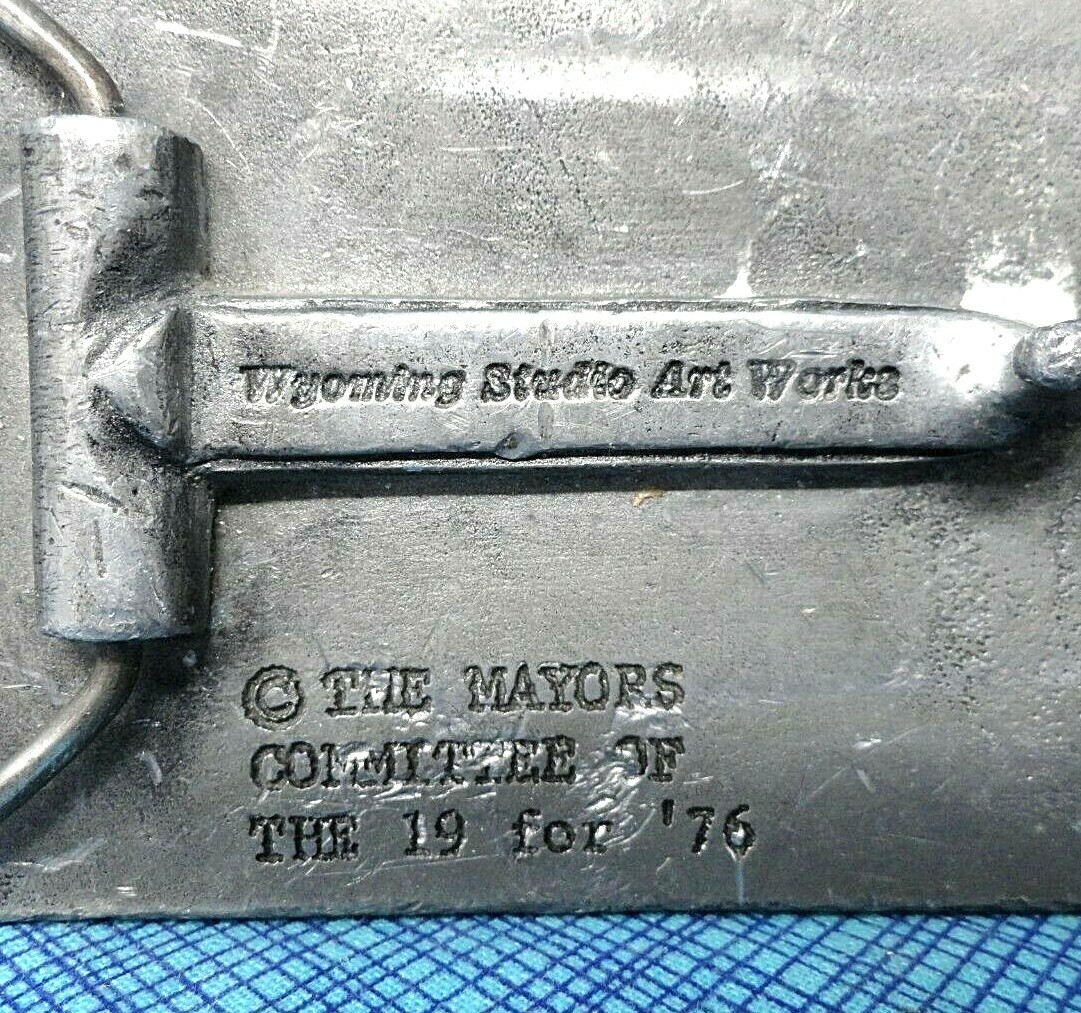 Wyoming Studio Art Works
© THE MAYORS
COMMITTEE OF
THE 19 for '76